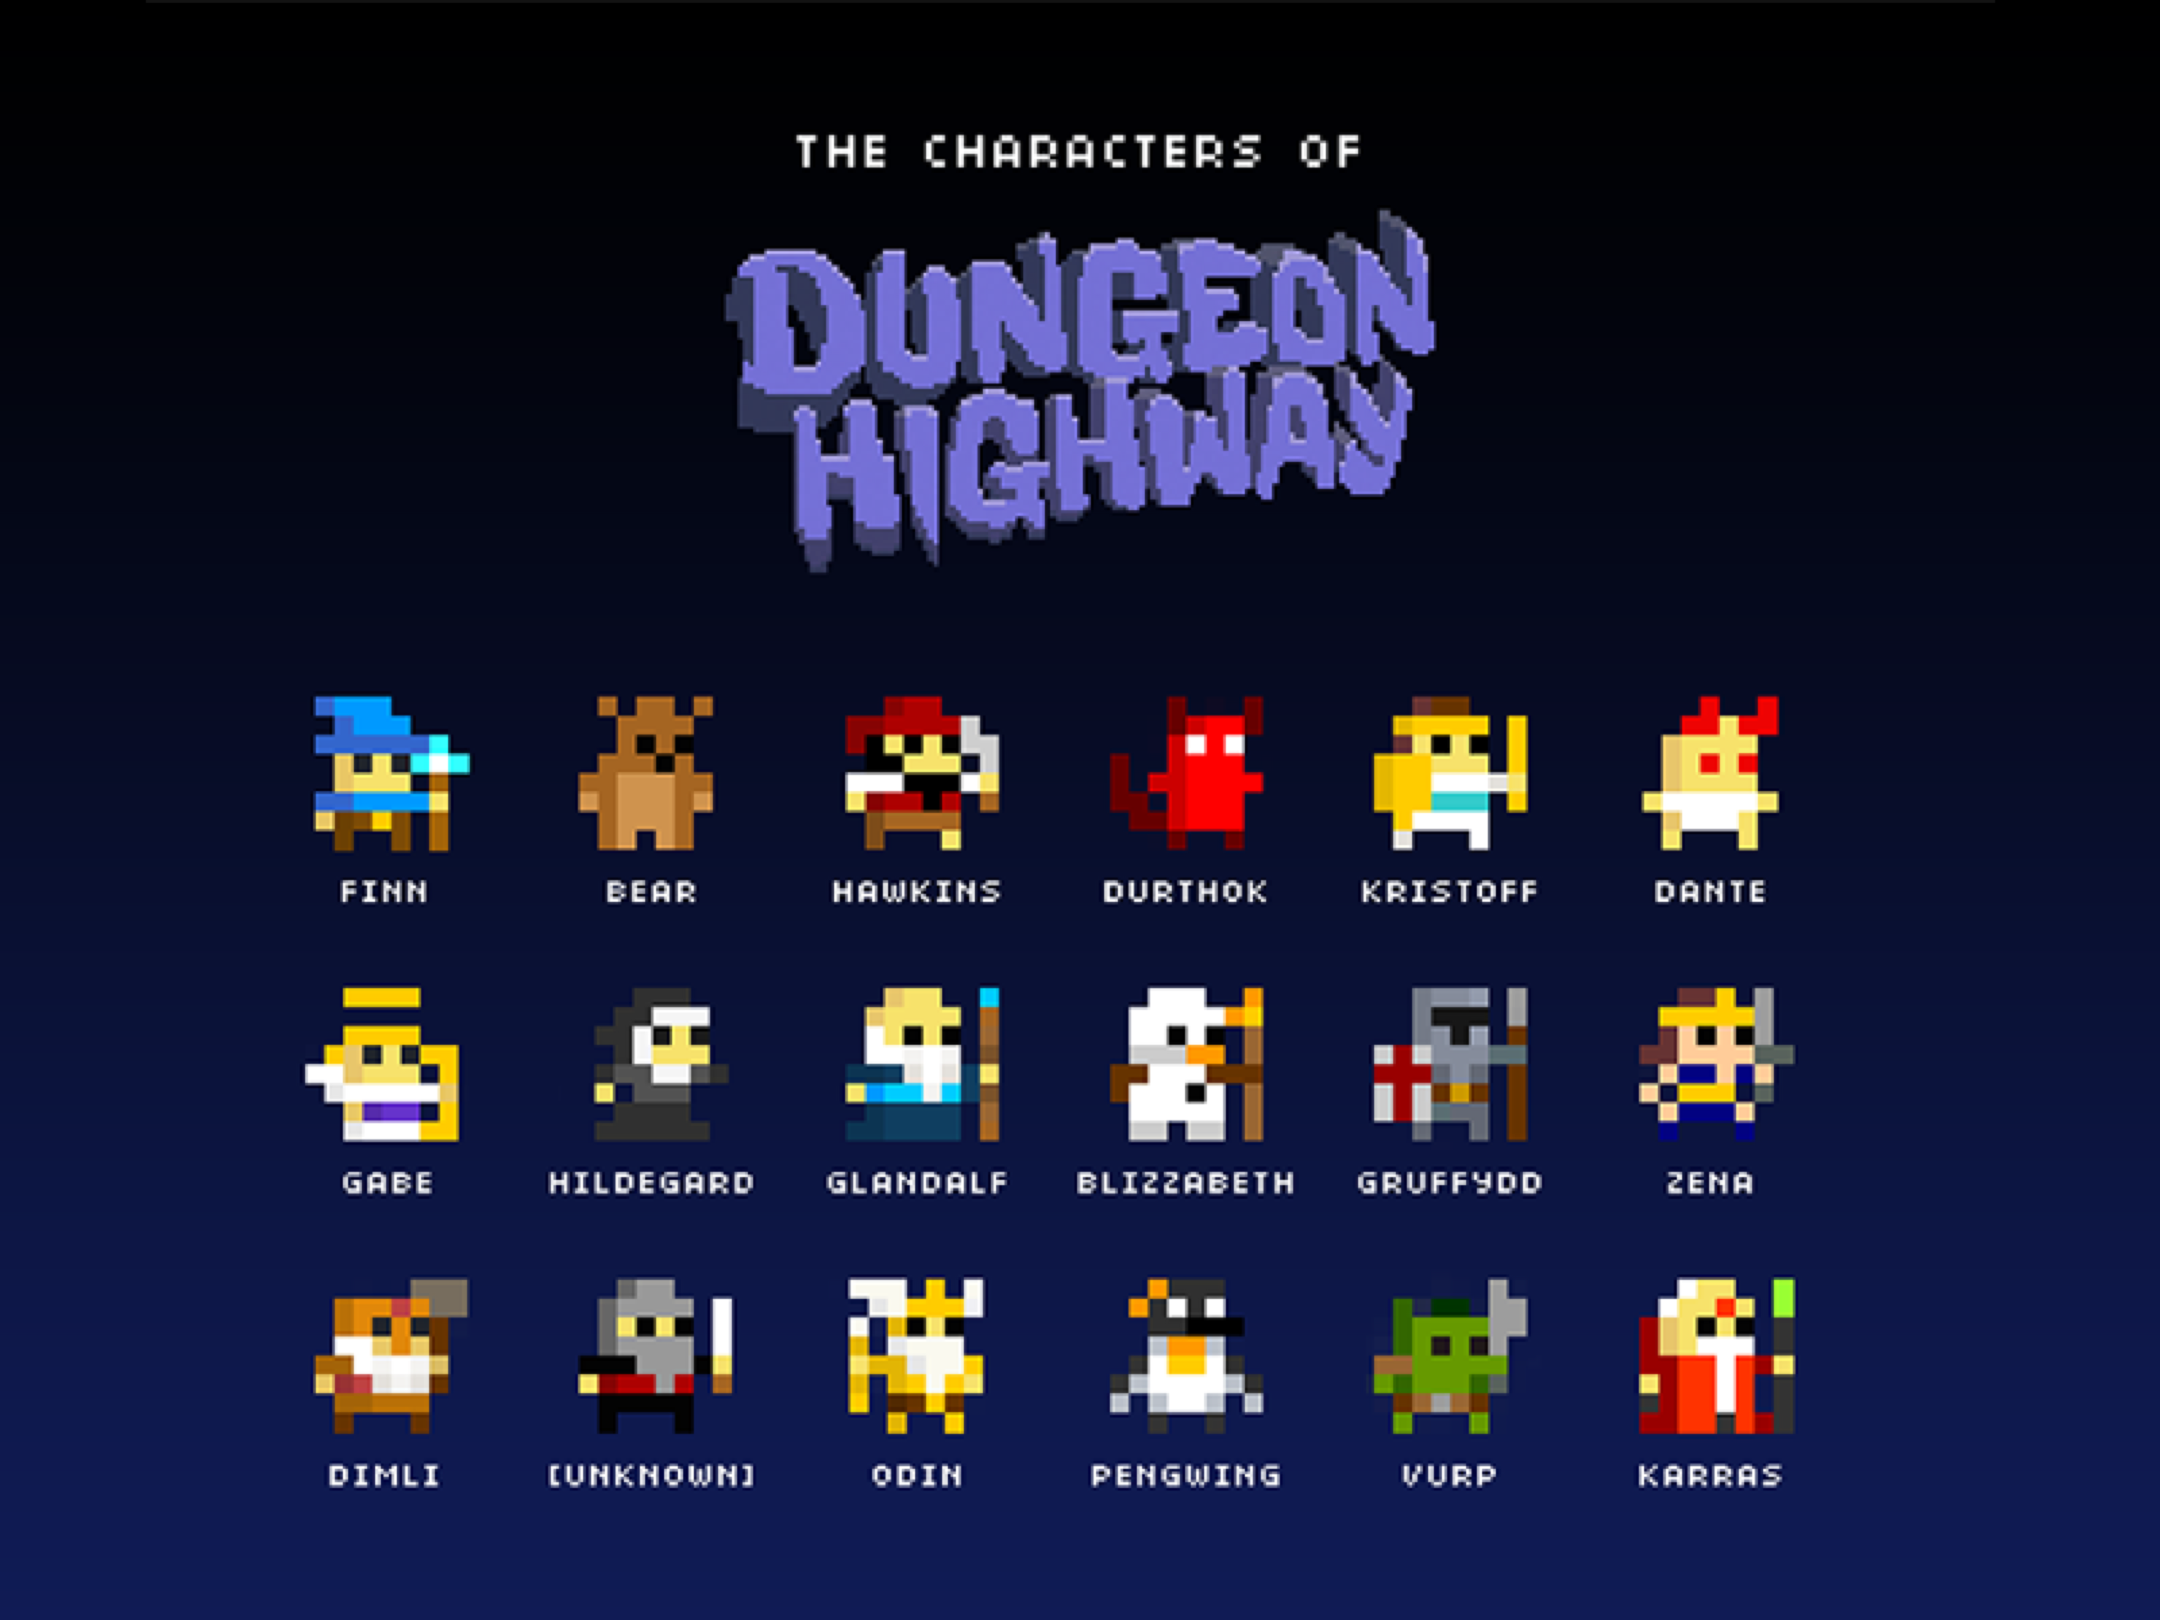 THE CHARACTERS OF
DUNGEON
HIGHWAY
FINN BEAR HAWKINS DURTHOK KRISTOFF DANTE
GABE HILDEGARD GLANDALF BLIZZABETH GRUFFYDD ZENA
DIMLI [UNKNOWN] ODIN PENGWING VURP KARRAS